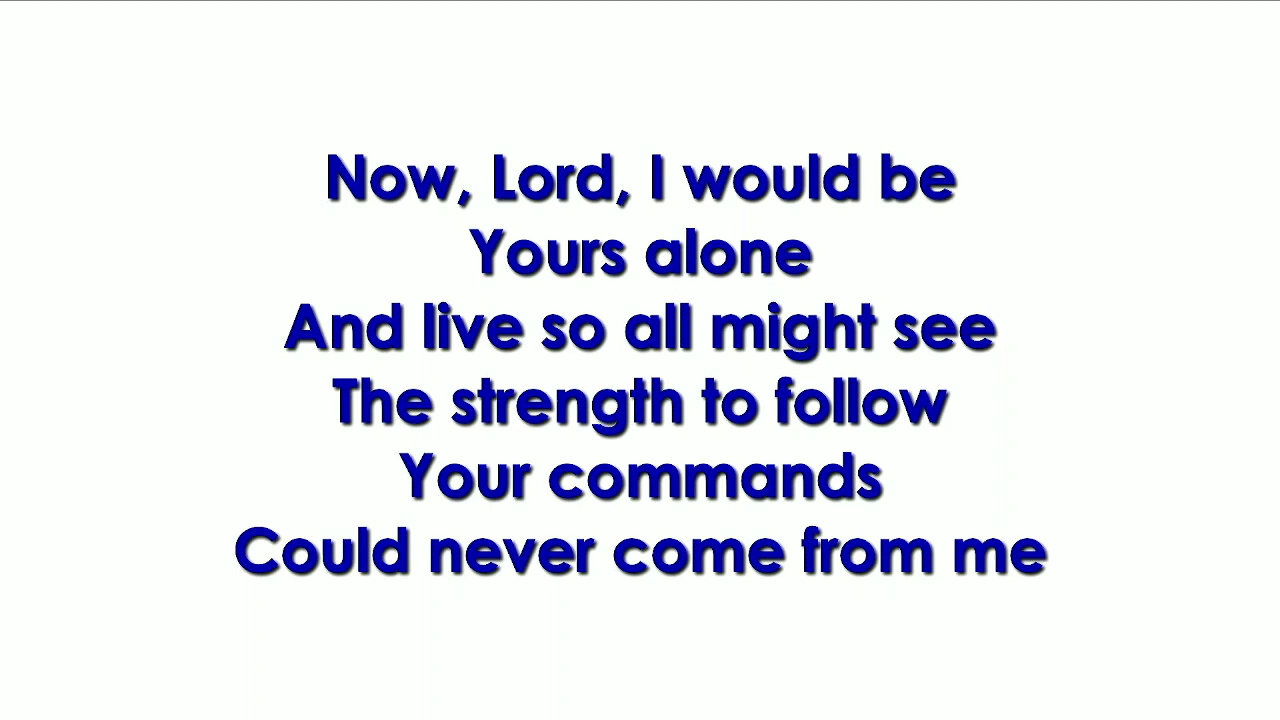 Now, Lord, I would be
Yours alone
And live so all might see
The strength to follow
Your commands
Could never come from me